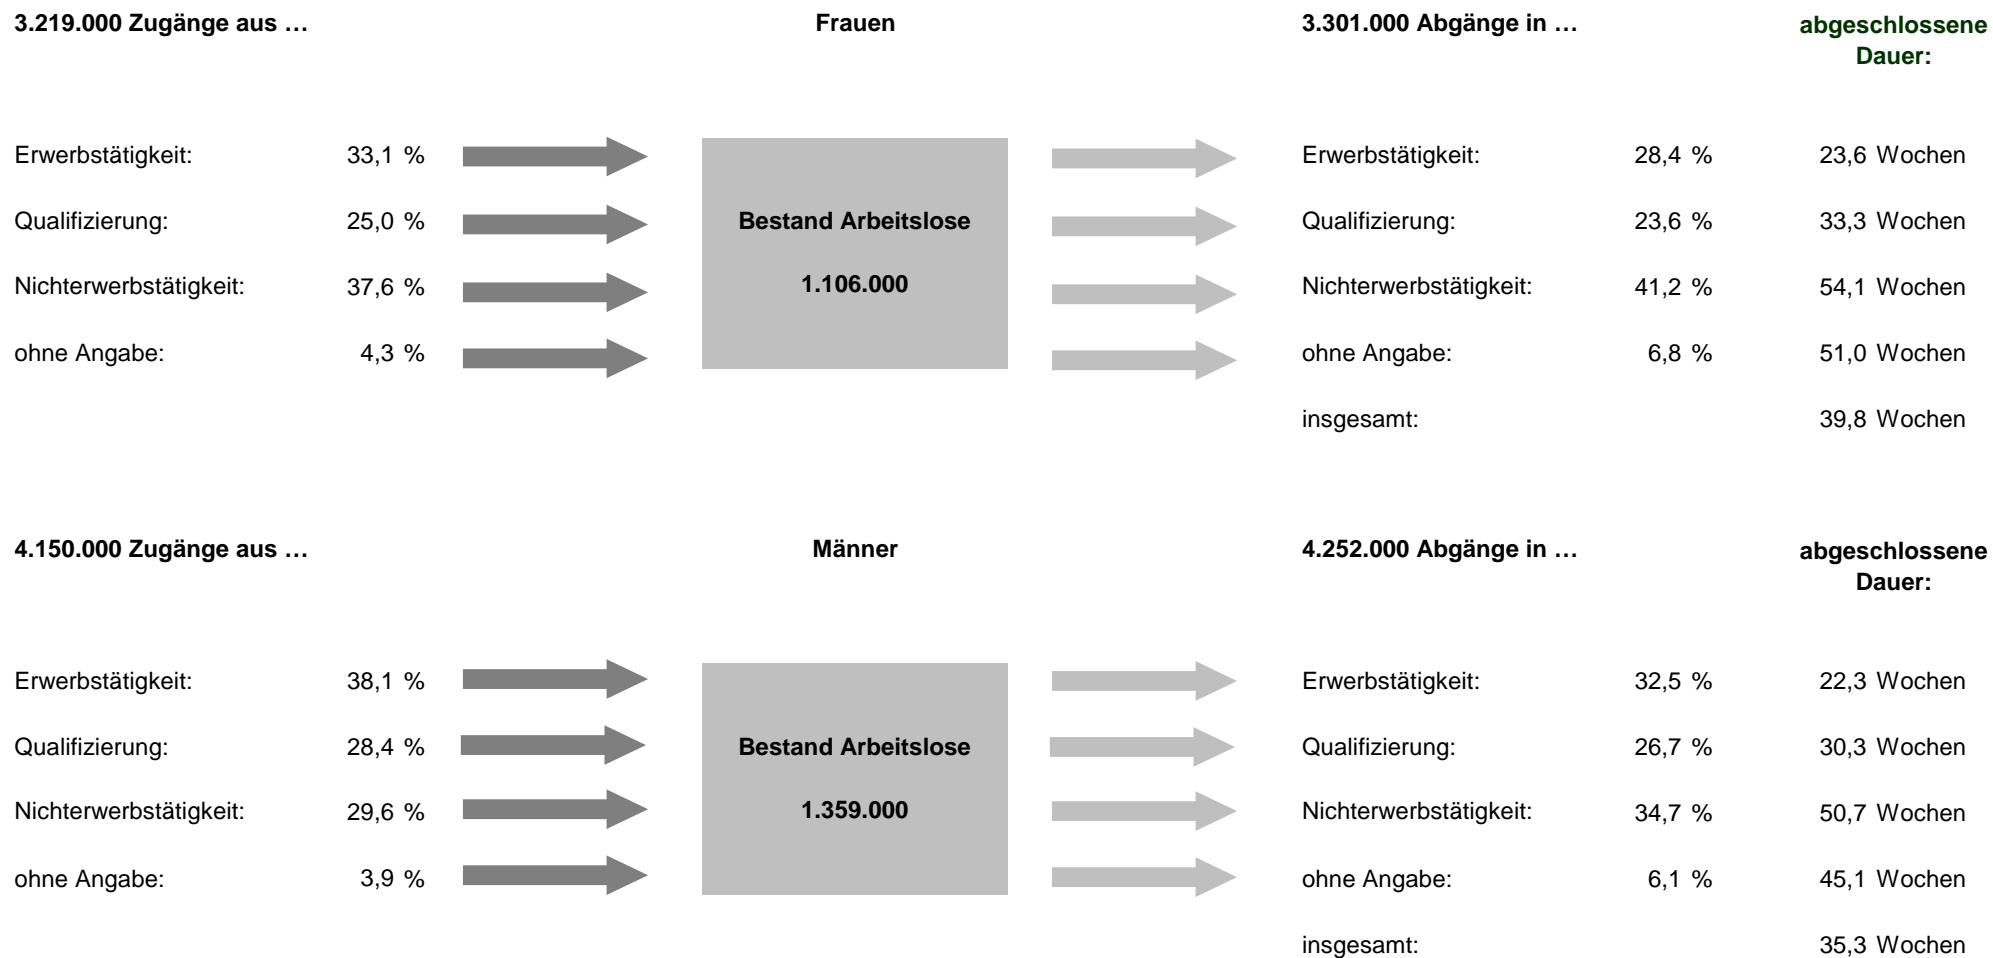 3.219.000 Zugänge aus …
Frauen
3.301.000 Abgänge in …
abgeschlossene
Dauer:
Erwerbstätigkeit: 33,1 %
Erwerbstätigkeit: 28,4 % 23,6 Wochen
Qualifizierung: 25,0 %
Bestand Arbeitslose
Qualifizierung: 23,6 % 33,3 Wochen
Nichterwerbstätigkeit: 37,6 %
1.106.000
Nichterwerbstätigkeit: 41,2 % 54,1 Wochen
ohne Angabe: 4,3 %
ohne Angabe: 6,8 % 51,0 Wochen
insgesamt: 39,8 Wochen
4.150.000 Zugänge aus …
Männer
4.252.000 Abgänge in …
abgeschlossene
Dauer:
Erwerbstätigkeit: 38,1 %
Erwerbstätigkeit: 32,5 % 22,3 Wochen
Qualifizierung: 28,4 %
Bestand Arbeitslose
Qualifizierung: 26,7 % 30,3 Wochen
Nichterwerbstätigkeit: 29,6 %
1.359.000
Nichterwerbstätigkeit: 34,7 % 50,7 Wochen
ohne Angabe: 3,9 %
ohne Angabe: 6,1 % 45,1 Wochen
insgesamt: 35,3 Wochen